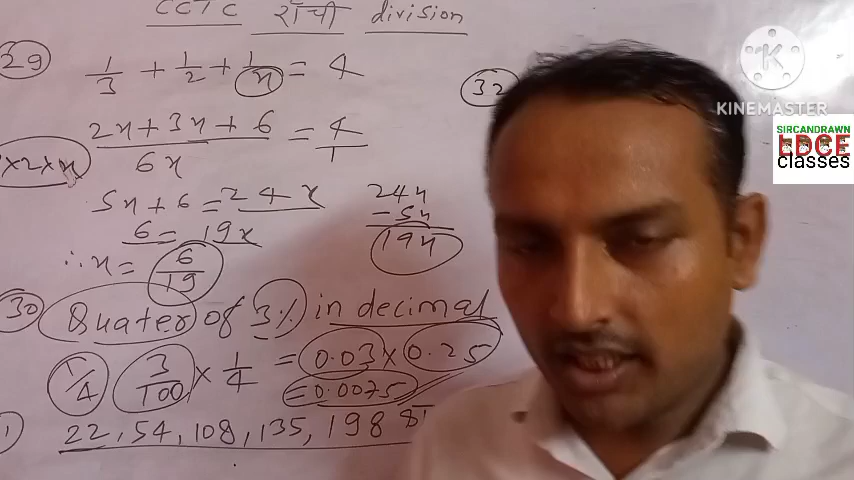 CCTC राँची division
29
1/3 + 1/2 + 1/x = 4
(2x + 3x + 6)/6x = 4/1
×2×x
5x + 6 = 24x
6 = 19x
∴ x = 6/19
24x
- 5x
19x
30 Quater of 3% in decimal
1/4 3/100 × 1/4 = 0.03 × 0.25
= 0.0075
22, 54, 108, 135, 198
32
KINEMASTER
SIRCANDRAWN
EDCE
classes